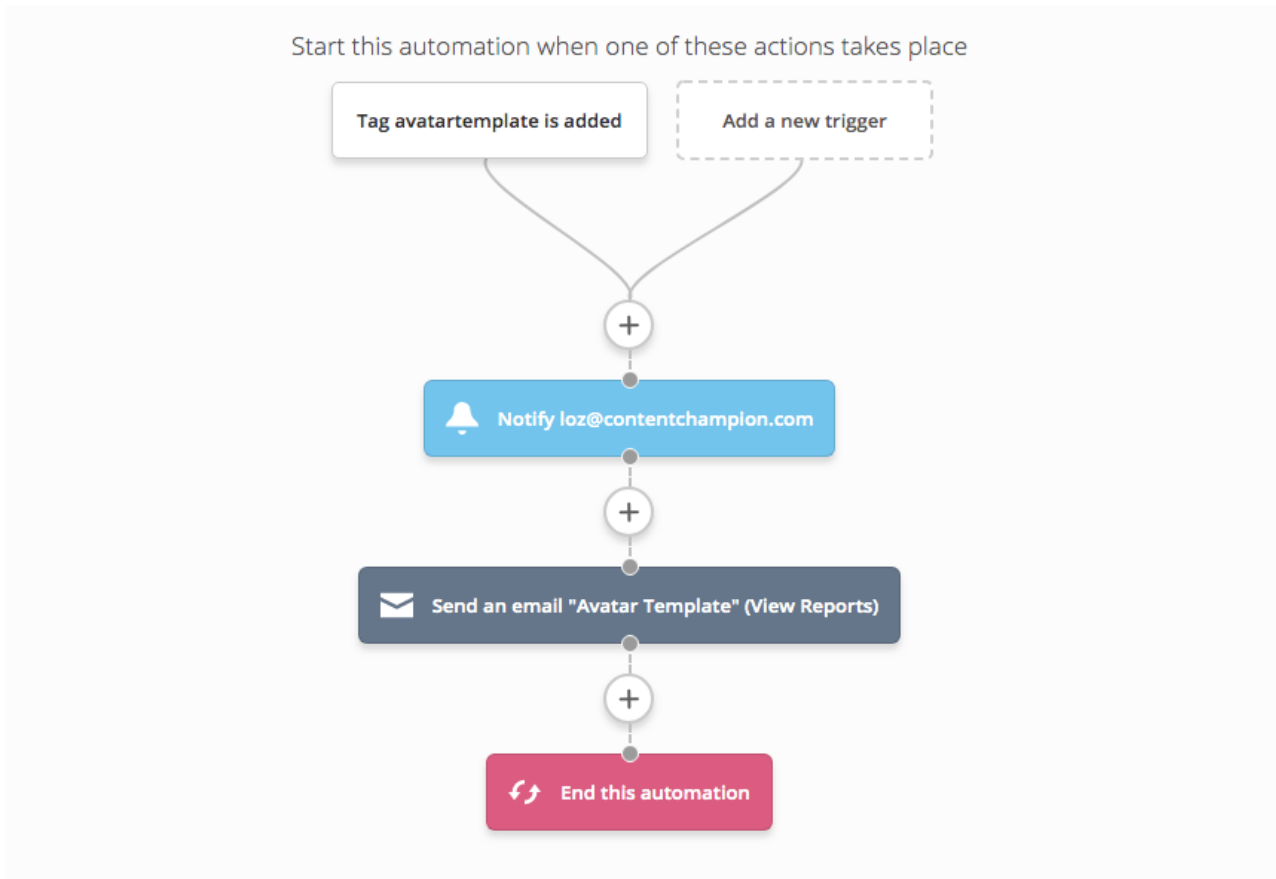 Start this automation when one of these actions takes place
Tag avatartemplate is added
Add a new trigger
Notify loz@contentchampion.com
Send an email "Avatar Template" (View Reports)
End this automation